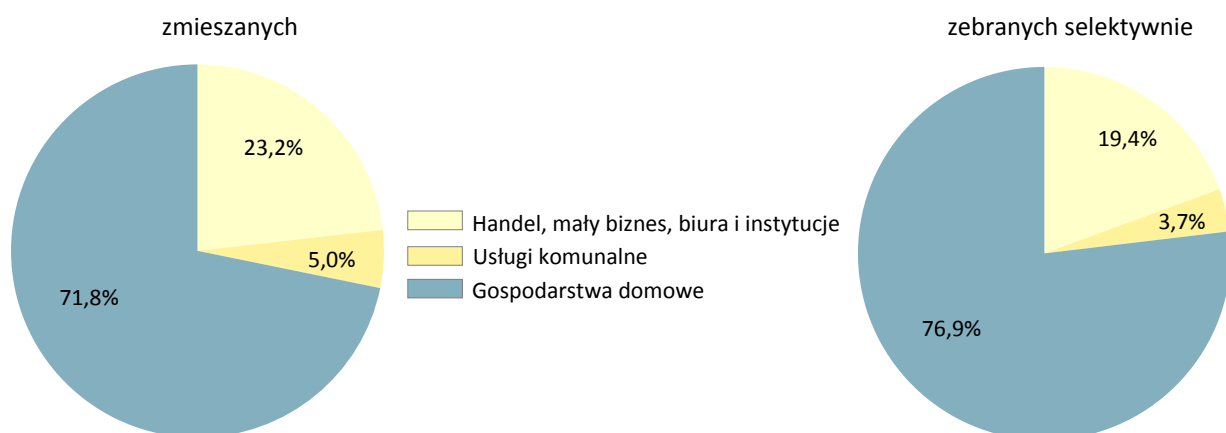 zmieszanych
zebranych selektywnie
23,2%
5,0%
71,8%
Handel, mały biznes, biura i instytucje
Usługi komunalne
Gospodarstwa domowe
19,4%
3,7%
76,9%